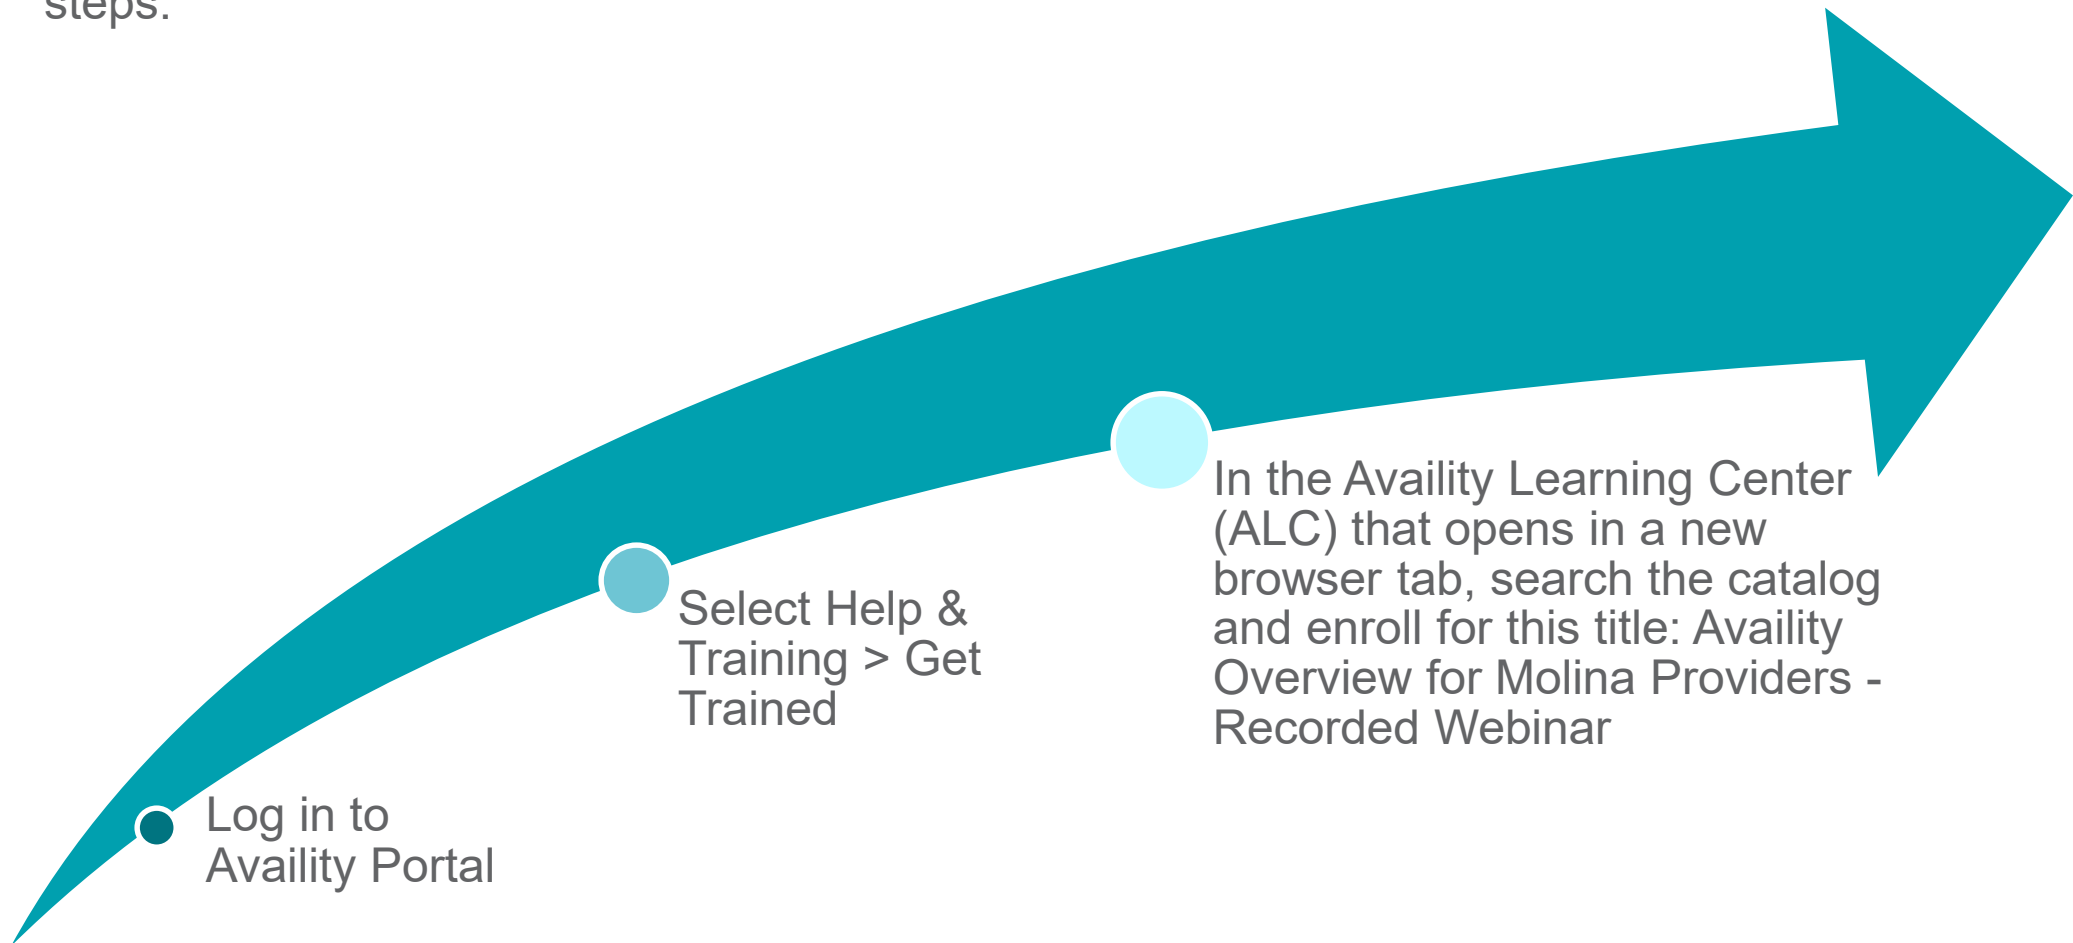 steps.
Log in to
Availity Portal
Select Help &
Training > Get
Trained
In the Availity Learning Center
(ALC) that opens in a new
browser tab, search the catalog
and enroll for this title: Availity
Overview for Molina Providers -
Recorded Webinar